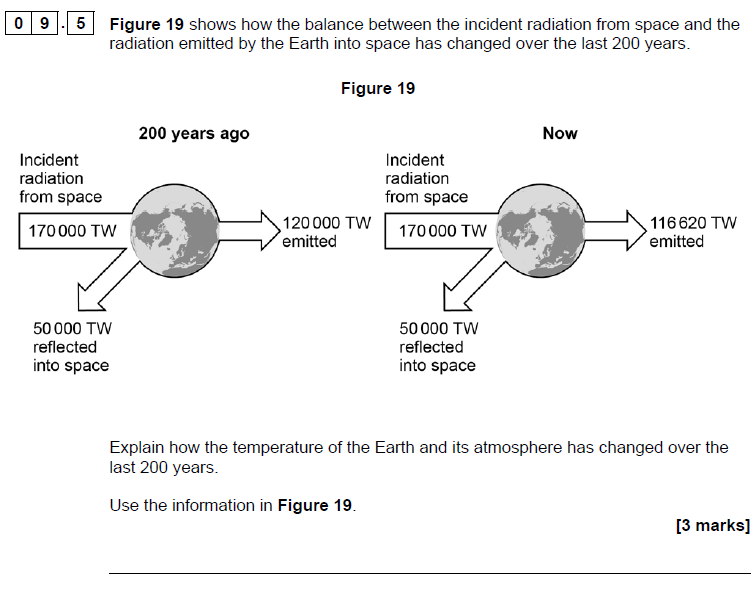 0 9 . 5 Figure 19 shows how the balance between the incident radiation from space and the
radiation emitted by the Earth into space has changed over the last 200 years.
Figure 19
200 years ago
Incident
radiation
from space
170 000 TW
120 000 TW
emitted
50 000 TW
reflected
into space
Now
Incident
radiation
from space
170 000 TW
116 620 TW
emitted
50 000 TW
reflected
into space
Explain how the temperature of the Earth and its atmosphere has changed over the
last 200 years.
Use the information in Figure 19.
[3 marks]